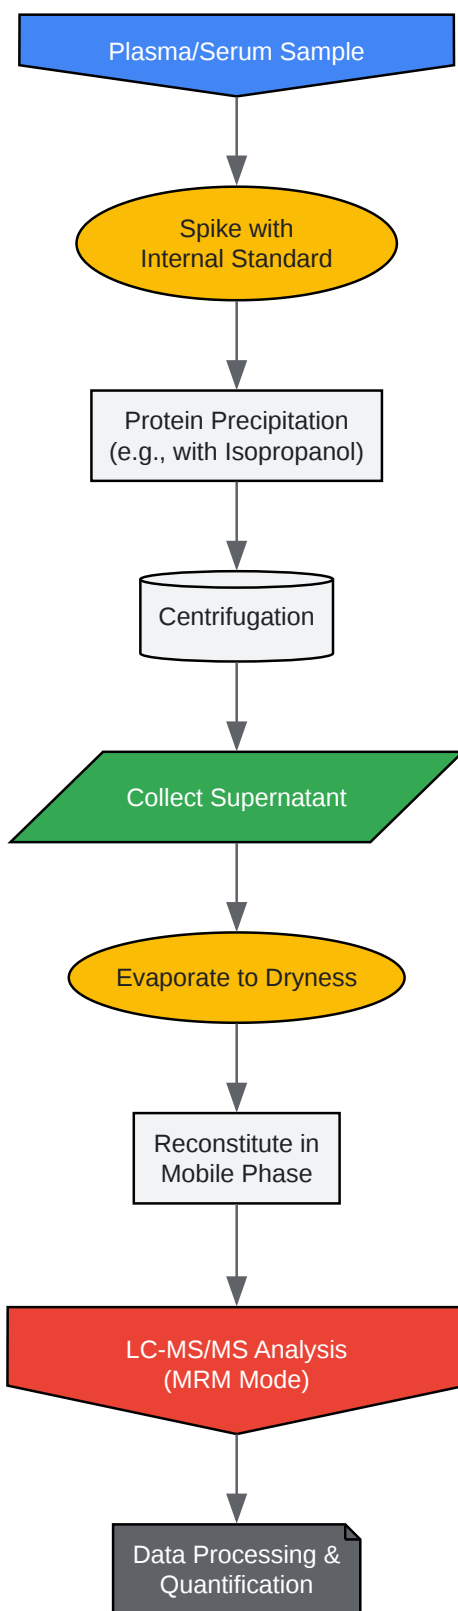 Plasma/Serum Sample
Spike with
Internal Standard
Protein Precipitation
(e.g., with Isopropanol)
Centrifugation
Collect Supernatant
Evaporate to Dryness
Reconstitute in
Mobile Phase
LC-MS/MS Analysis
(MRM Mode)
Data Processing &
Quantification